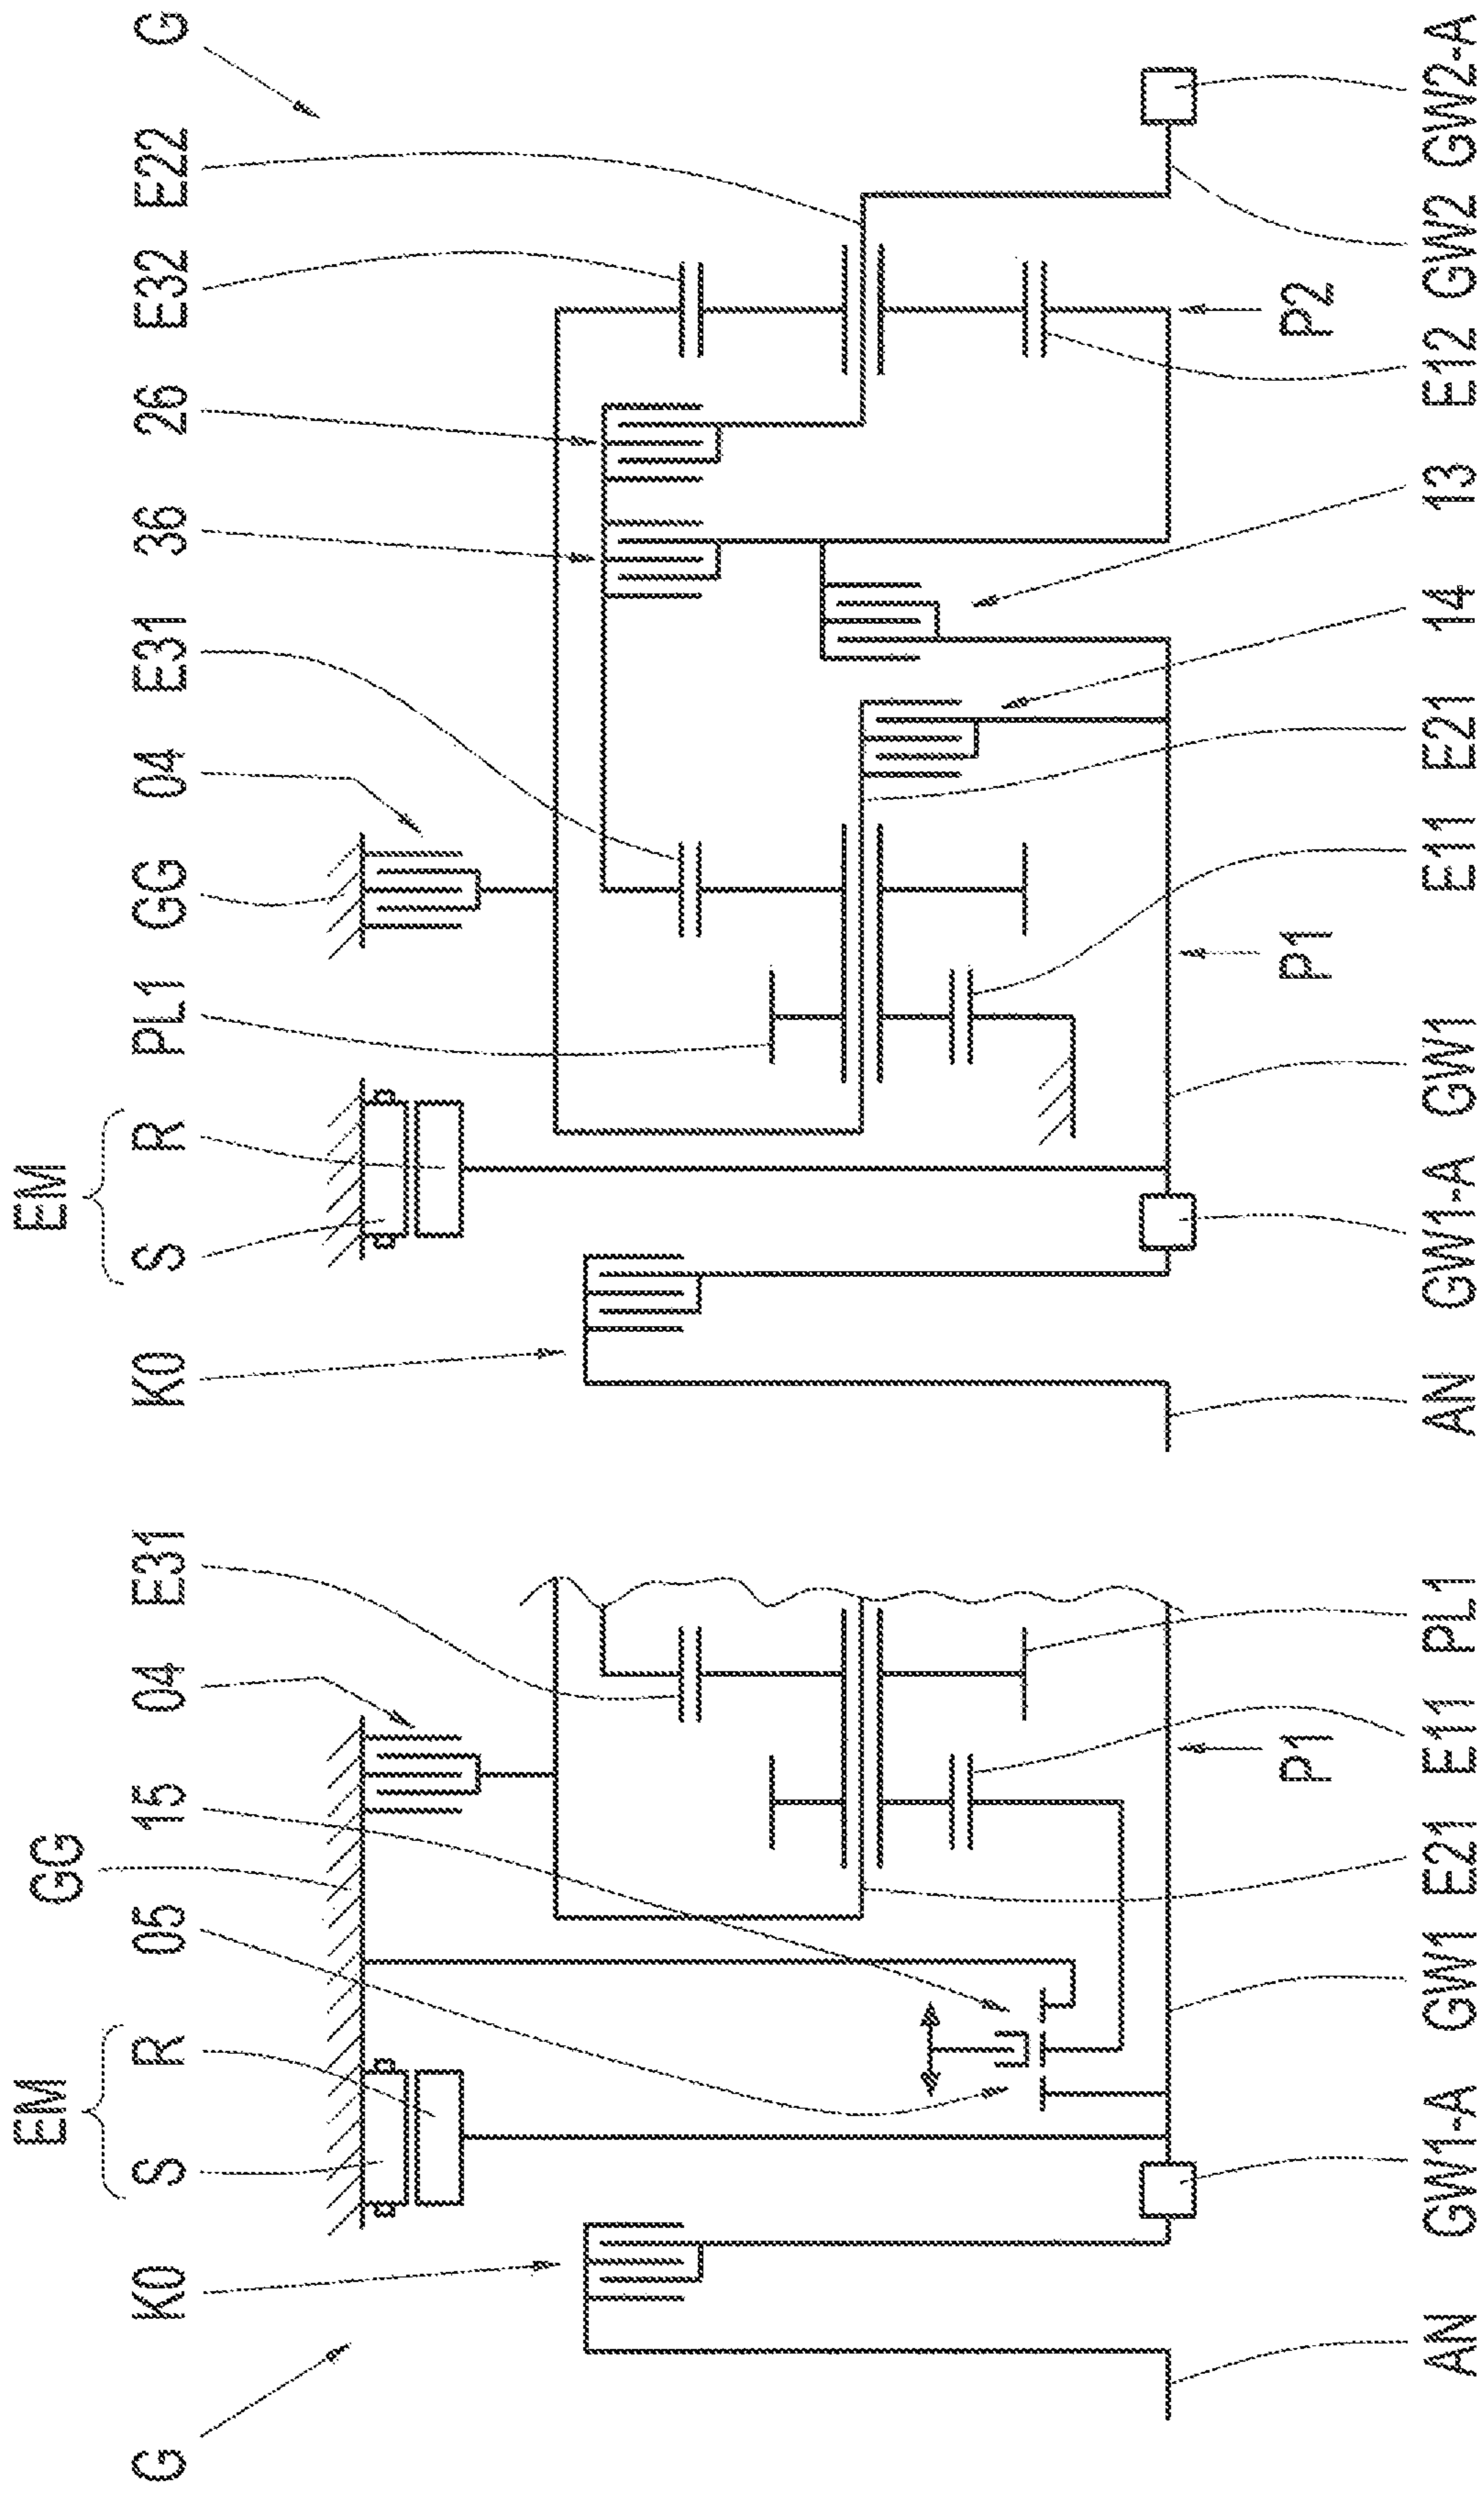 EM GG
G K0 S R 05 15 04 E31
P1
AN GW1-A GW1 E21 E11 PL1
EM
K0 S R PL1 GG 04 E31 36 26 E32 E22 G
P1 P2
AN GW1-A GW1 E11 E21 14 13 E12 GW2 GW2-A